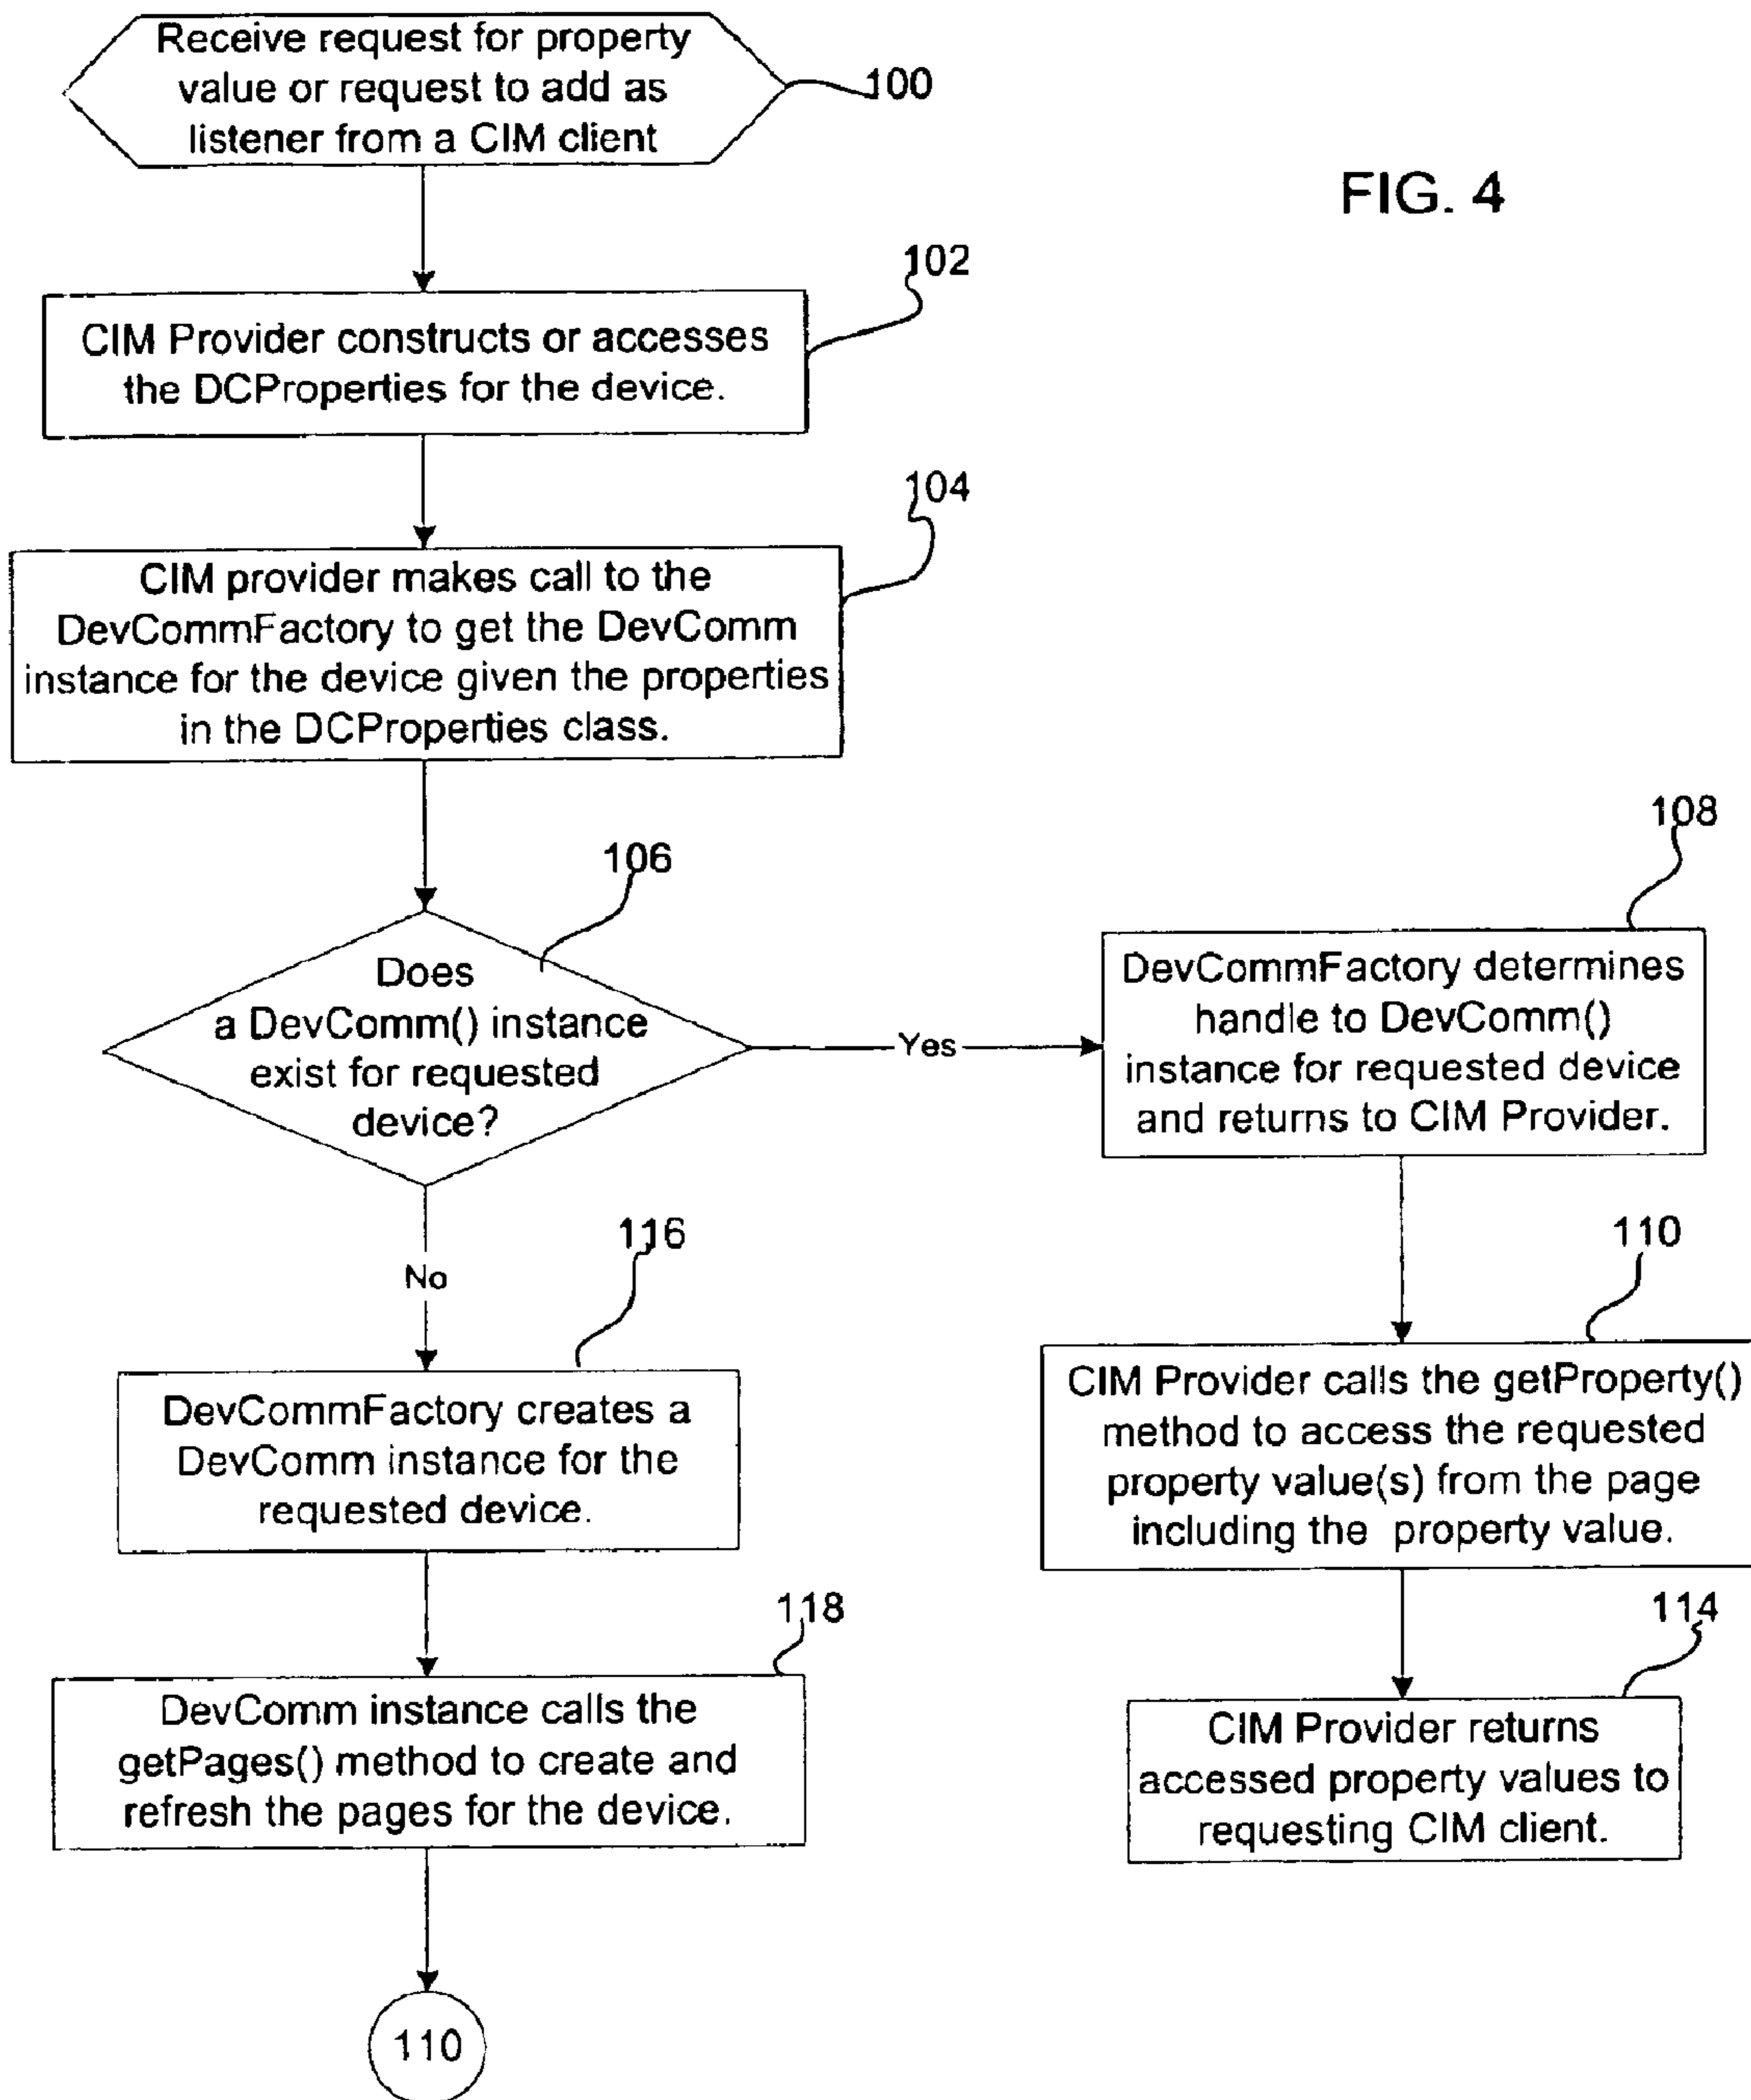 Receive request for property
value or request to add as
listener from a CIM client
100
FIG. 4
102
CIM Provider constructs or accesses
the DCProperties for the device.
104
CIM provider makes call to the
DevCommFactory to get the DevComm
instance for the device given the properties
in the DCProperties class.
106
Does
a DevComm() instance
exist for requested
device?
Yes
108
DevCommFactory determines
handle to DevComm()
instance for requested device
and returns to CIM Provider.
110
CIM Provider calls the getProperty()
method to access the requested
property value(s) from the page
including the property value.
114
CIM Provider returns
accessed property values to
requesting CIM client.
No
116
DevCommFactory creates a
DevComm instance for the
requested device.
118
DevComm instance calls the
getPages() method to create and
refresh the pages for the device.
110